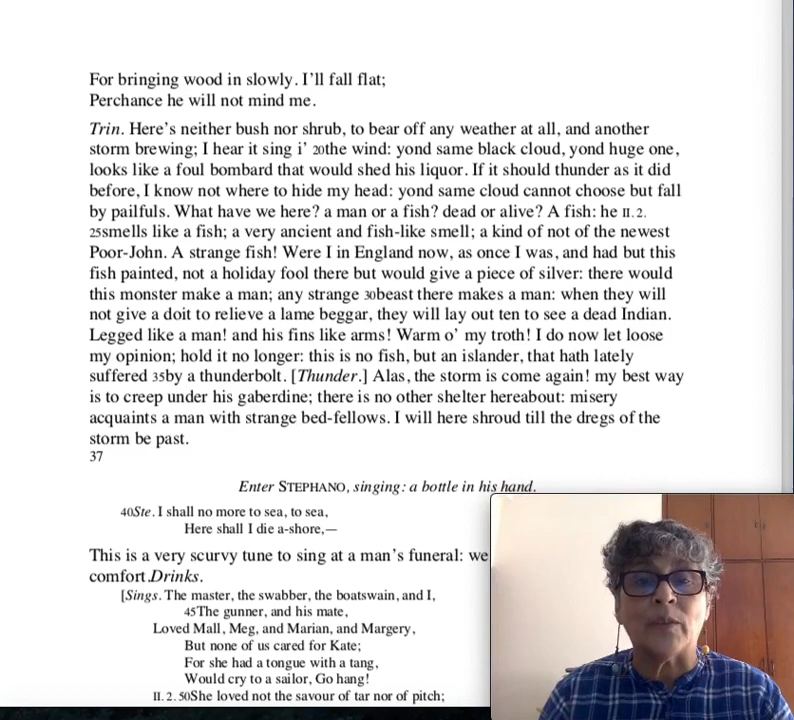 For bringing wood in slowly. I’ll fall flat;
Perchance he will not mind me.
Trin. Here’s neither bush nor shrub, to bear off any weather at all, and another
storm brewing; I hear it sing i’ 20the wind: yond same black cloud, yond huge one,
looks like a foul bombard that would shed his liquor. If it should thunder as it did
before, I know not where to hide my head: yond same cloud cannot choose but fall
by pailfuls. What have we here? a man or a fish? dead or alive? A fish: he II. 2.
25smells like a fish; a very ancient and fish-like smell; a kind of not of the newest
Poor-John. A strange fish! Were I in England now, as once I was, and had but this
fish painted, not a holiday fool there but would give a piece of silver: there would
this monster make a man; any strange 30beast there makes a man: when they will
not give a doit to relieve a lame beggar, they will lay out ten to see a dead Indian.
Legged like a man! and his fins like arms! Warm o’ my troth! I do now let loose
my opinion; hold it no longer: this is no fish, but an islander, that hath lately
suffered 35by a thunderbolt. [Thunder.] Alas, the storm is come again! my best way
is to creep under his gaberdine; there is no other shelter hereabout: misery
acquaints a man with strange bed-fellows. I will here shroud till the dregs of the
storm be past.
37
Enter STEPHANO, singing: a bottle in his hand.
40Ste. I shall no more to sea, to sea,
Here shall I die a-shore,—
This is a very scurvy tune to sing at a man’s funeral: we
comfort.Drinks.
[Sings. The master, the swabber, the boatswain, and I,
45The gunner, and his mate,
Loved Mall, Meg, and Marian, and Margery,
But none of us cared for Kate;
For she had a tongue with a tang,
Would cry to a sailor, Go hang!
II. 2. 50She loved not the savour of tar nor of pitch;